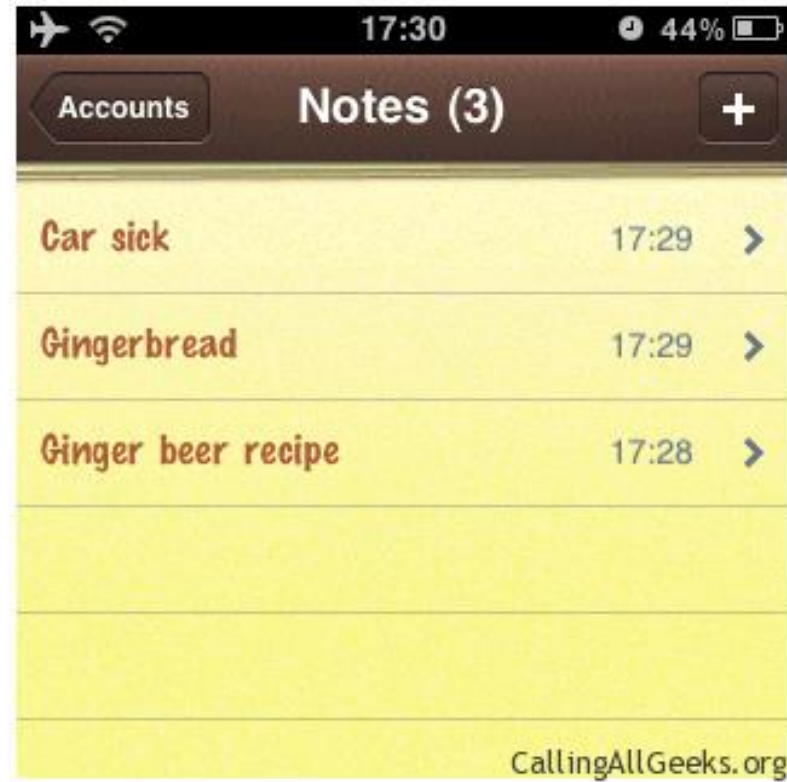 17:30 44%
Accounts Notes (3) +
Car sick 17:29
Gingerbread 17:29
Ginger beer recipe 17:28
CallingAllGeeks.org